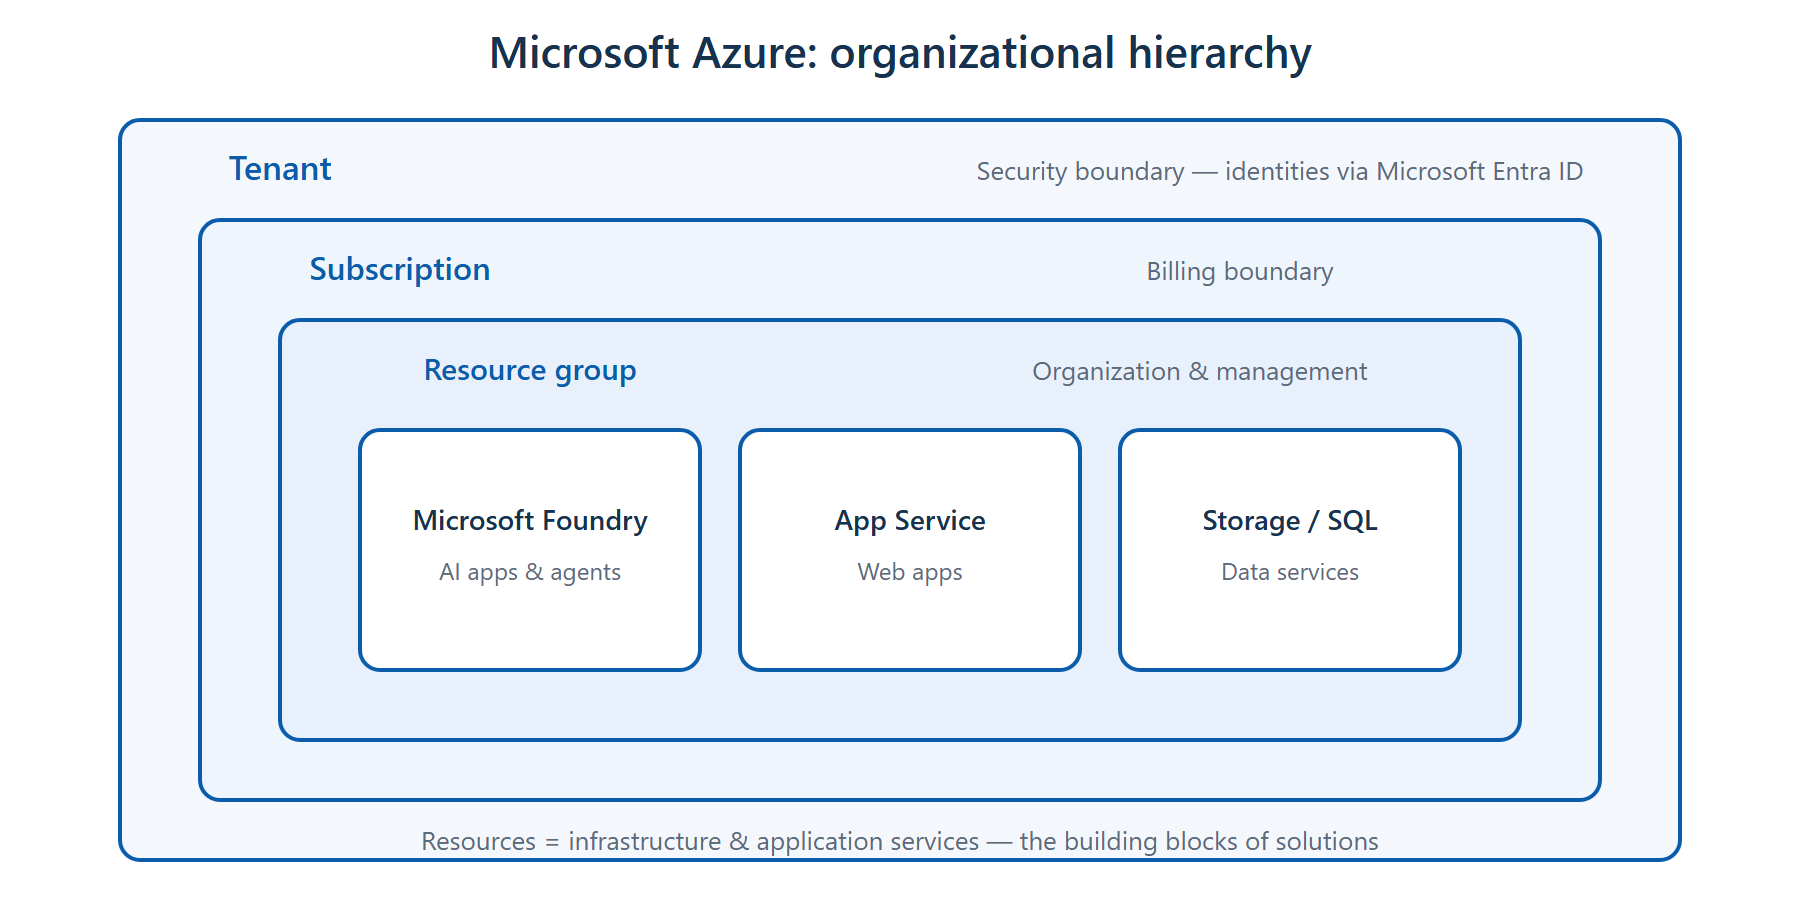 Microsoft Azure: organizational hierarchy
Tenant
Security boundary — identities via Microsoft Entra ID
Subscription
Billing boundary
Resource group
Organization & management
Microsoft Foundry
AI apps & agents
App Service
Web apps
Storage / SQL
Data services
Resources = infrastructure & application services — the building blocks of solutions